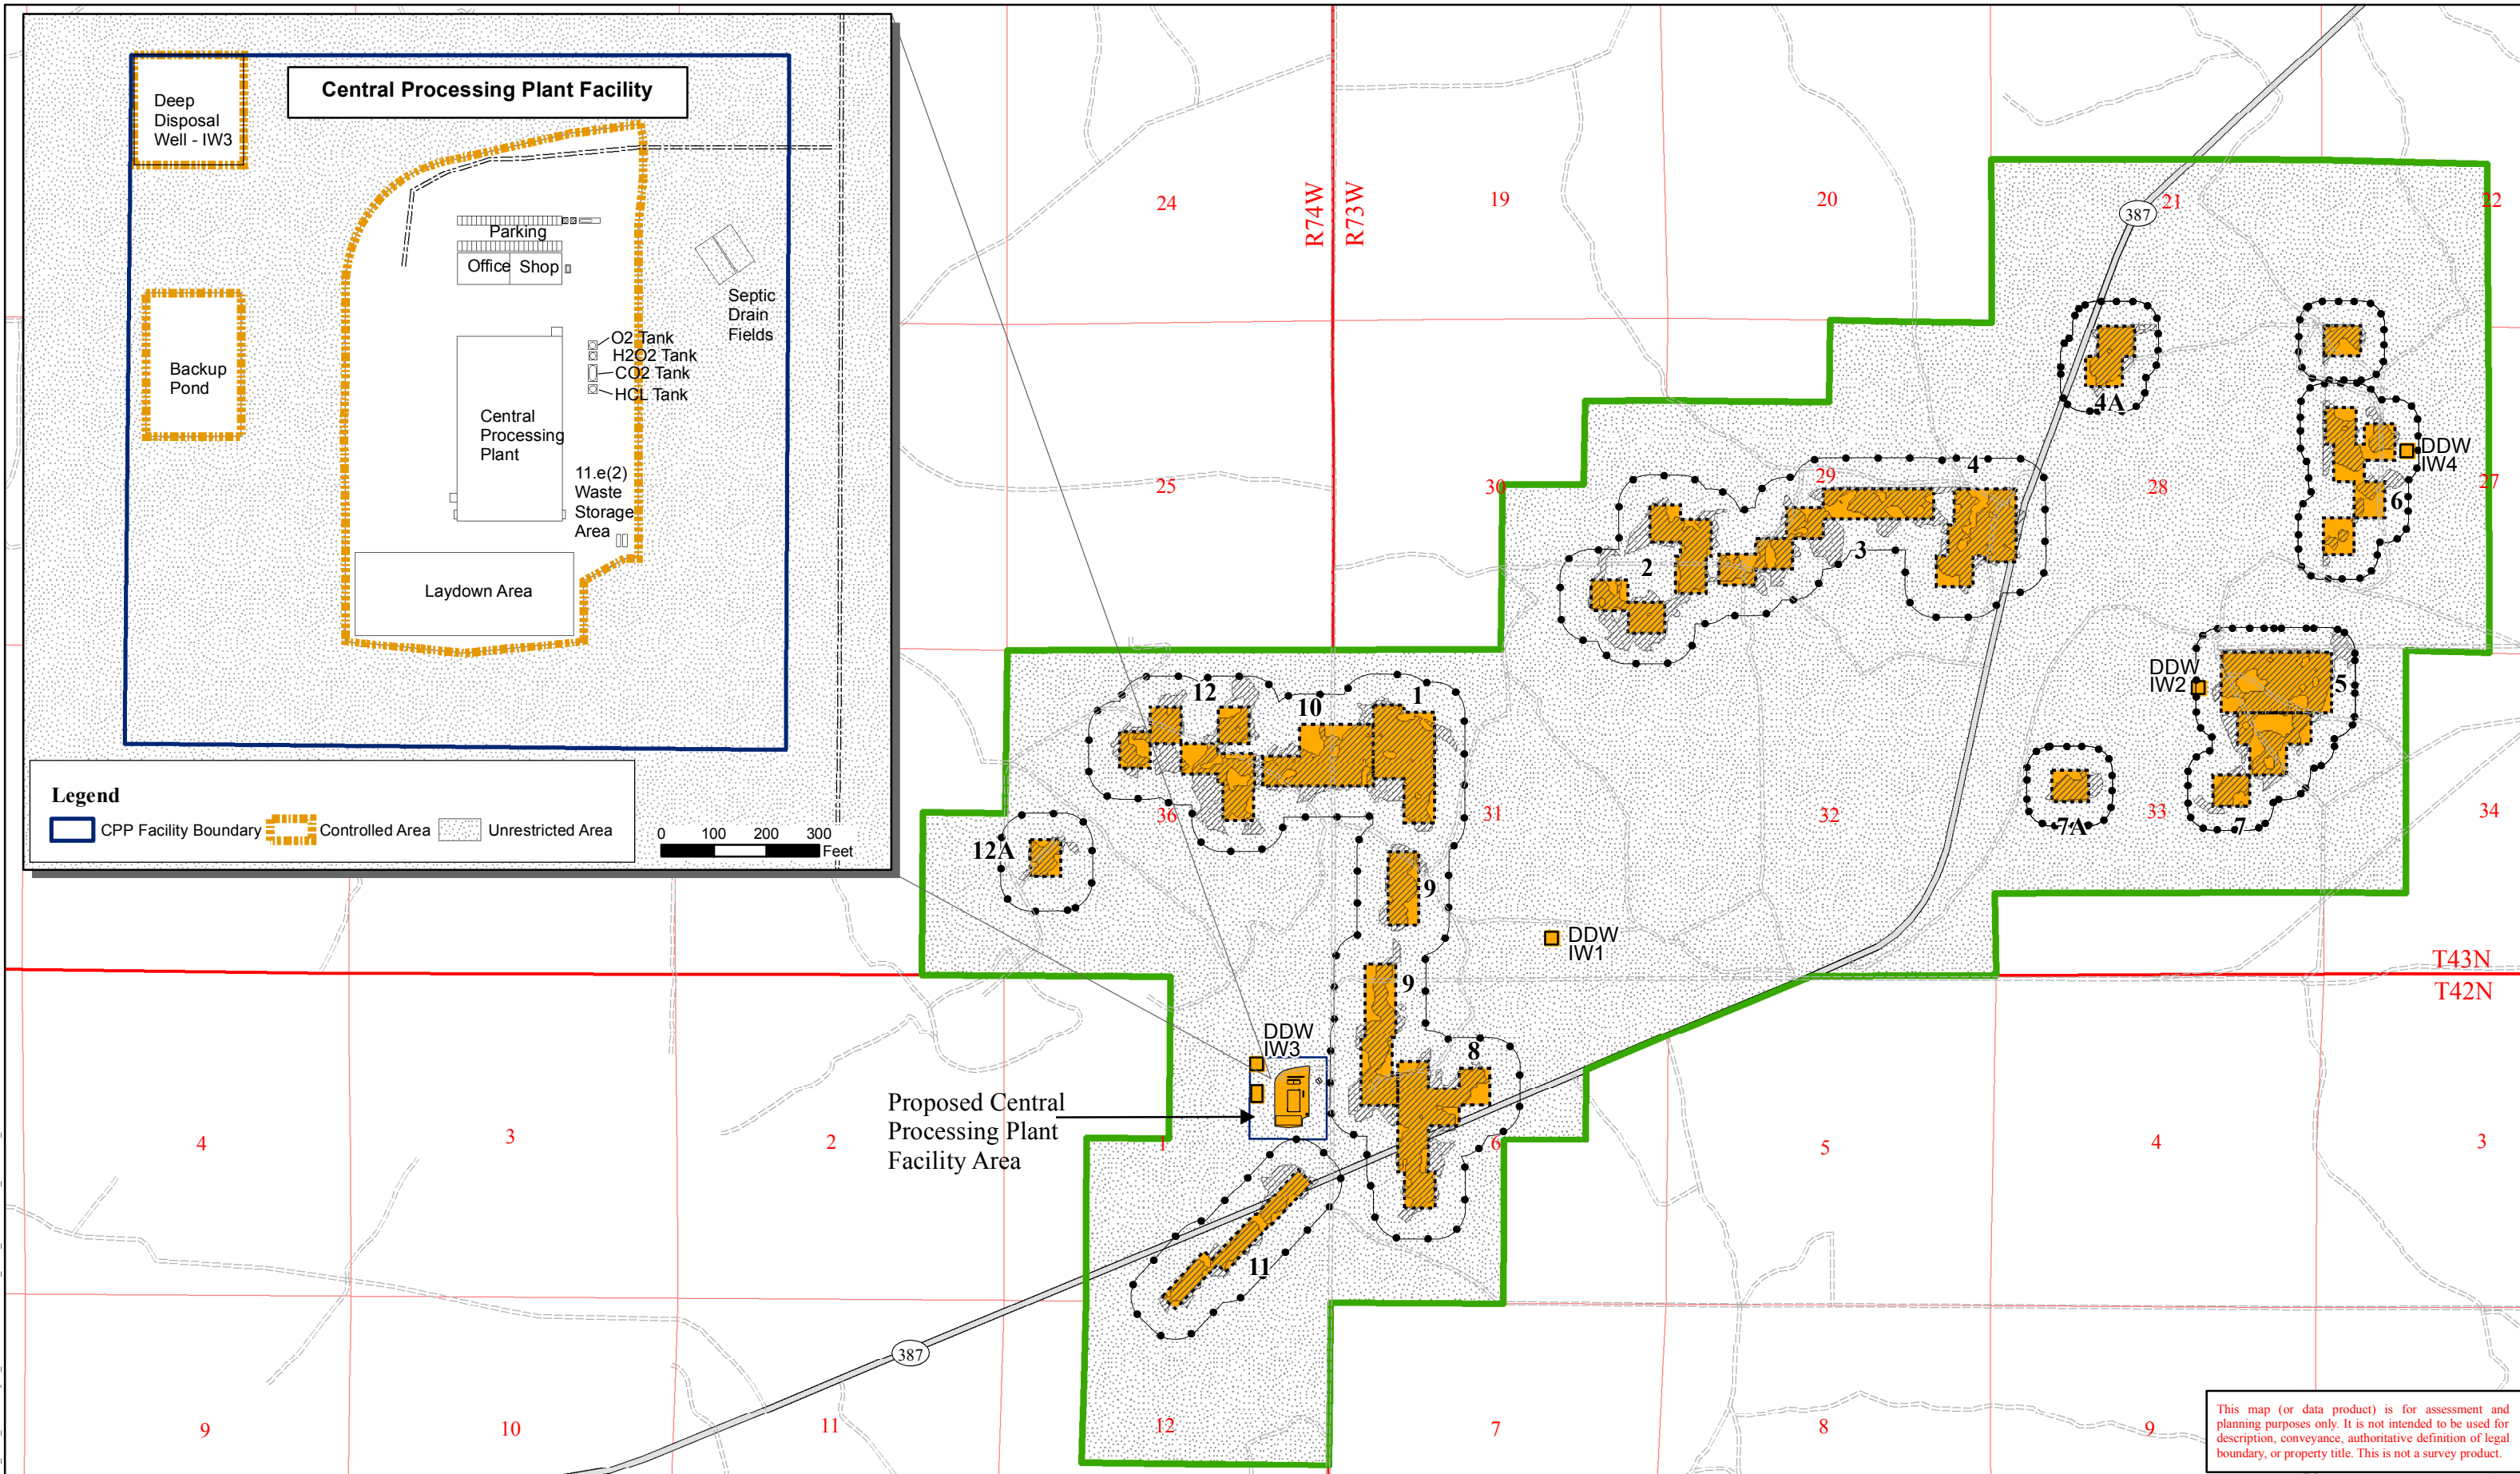 Central Processing Plant Facility
Deep
Disposal
Well - IW3
Parking
Office
Shop
Septic
Drain
Fields
O2 Tank
H2O2 Tank
CO2 Tank
HCL Tank
Backup
Pond
Central
Processing
Plant
11.e(2)
Waste
Storage
Area
Laydown Area
Legend
CPP Facility Boundary
Controlled Area
Unrestricted Area
0 100 200 300
Feet
24
R74W
R73W
19
20
21
22
387
4A
25
30
29
4
28
DDW
IW4
27
6
2
3
12
10
1
DDW
IW2
5
36
31
32
7A
33
7
34
12A
9
DDW
IW1
9
T43N
T42N
DDW
IW3
8
Proposed Central
Processing Plant
Facility Area
4
3
2
1
6
5
4
3
11
387
9
10
11
12
7
8
9
This map (or data product) is for assessment and
planning purposes only. It is not intended to be used for
description, conveyance, authoritative definition of legal
boundary, or property title. This is not a survey product.